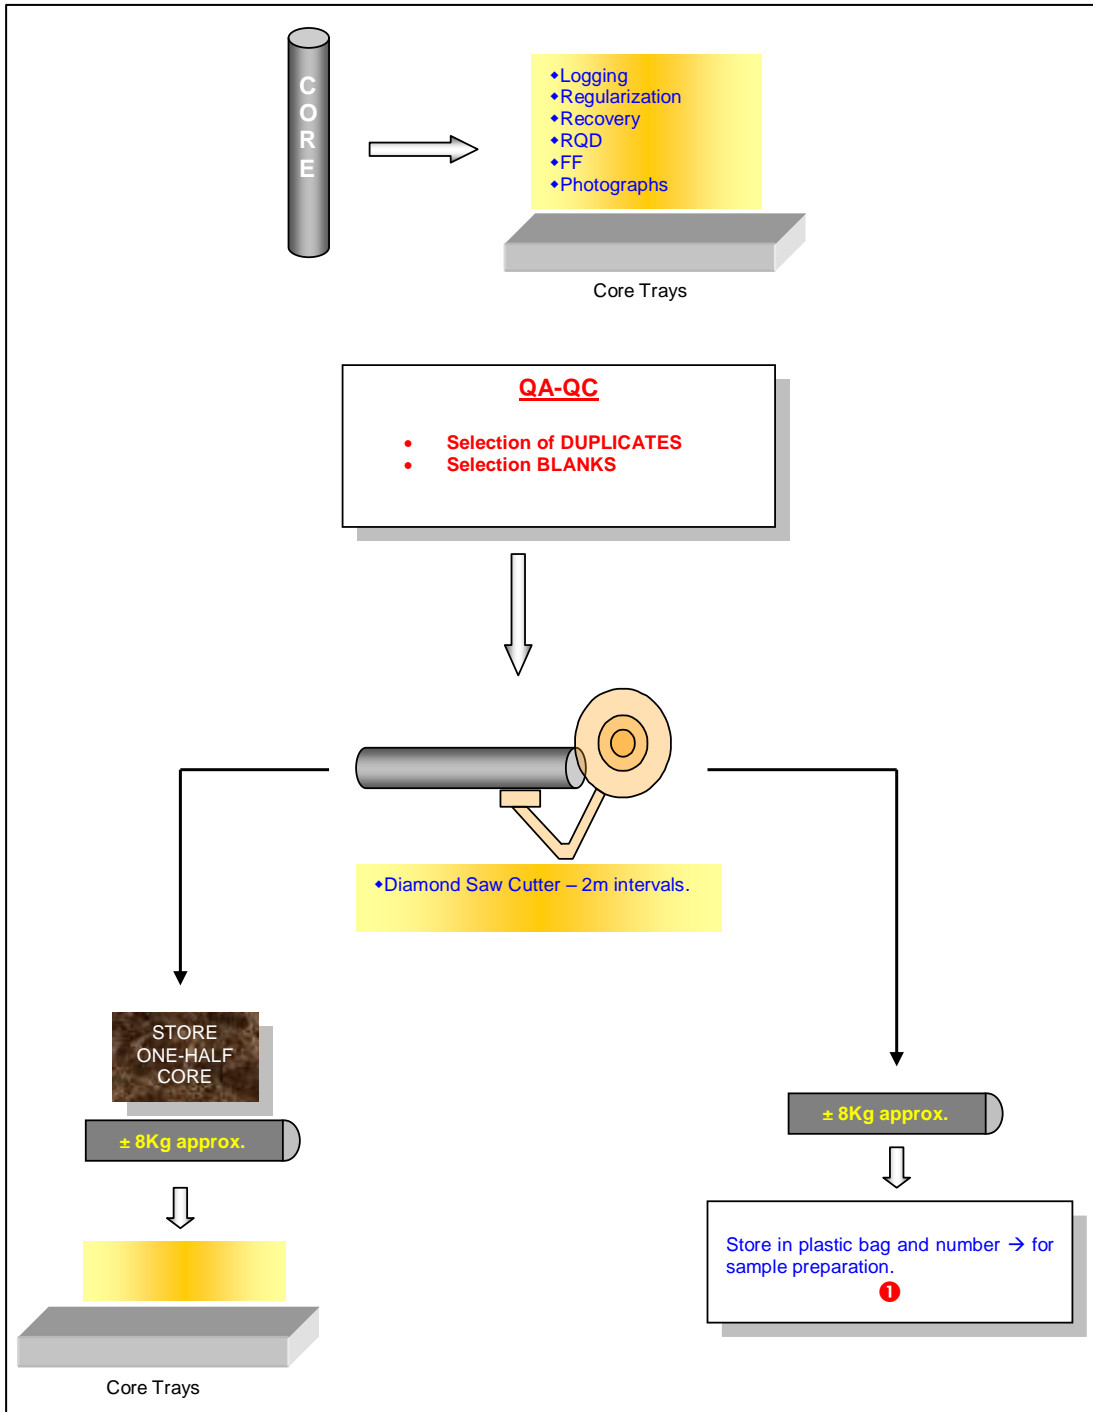 C
O
R
E
◆Logging
◆Regularization
◆Recovery
◆RQD
◆FF
◆Photographs
Core Trays
QA-QC
• Selection of DUPLICATES
• Selection BLANKS
◆Diamond Saw Cutter – 2m intervals.
STORE
ONE-HALF
CORE
± 8Kg approx.
± 8Kg approx.
Store in plastic bag and number → for
sample preparation.
❶
Core Trays